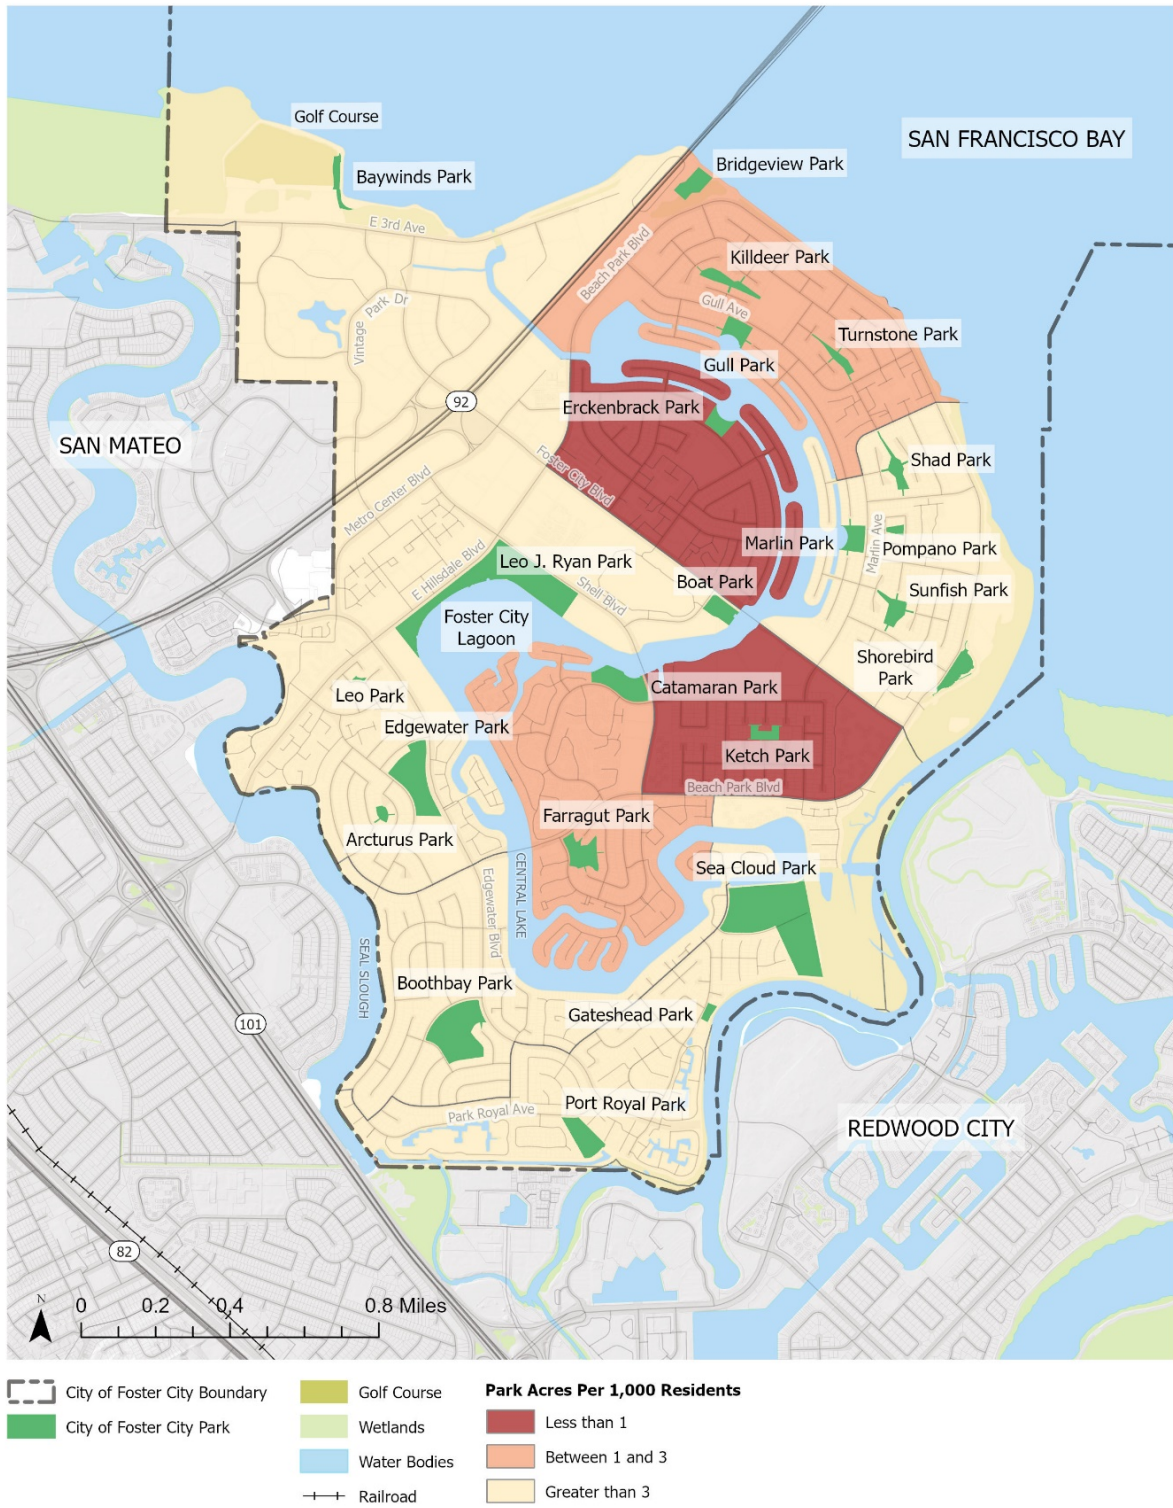 Golf Course
Baywinds Park
SAN FRANCISCO BAY
Bridgeview Park
E 3rd Ave
Beach Park Blvd
Killdeer Park
Gull Ave
Vintage Park Dr
Turnstone Park
Gull Park
92
Erckenbrack Park
SAN MATEO
Foster City Blvd
Shad Park
Metro Center Blvd
Marlin Park
Marlin Ave
Pompano Park
E Hillsdale Blvd
Leo J. Ryan Park
Shell Blvd
Boat Park
Sunfish Park
Foster City
Lagoon
Shorebird
Park
Leo Park
Catamaran Park
Edgewater Park
Ketch Park
Beach Park Blvd
Arcturus Park
Farragut Park
CENTRAL LAKE
Edgewater Blvd
Sea Cloud Park
SEAL SLOUGH
Boothbay Park
101
Gateshead Park
Park Royal Ave
Port Royal Park
REDWOOD CITY
82
N
0 0.2 0.4 0.8 Miles
City of Foster City Boundary
City of Foster City Park
Golf Course
Wetlands
Water Bodies
Railroad
Park Acres Per 1,000 Residents
Less than 1
Between 1 and 3
Greater than 3